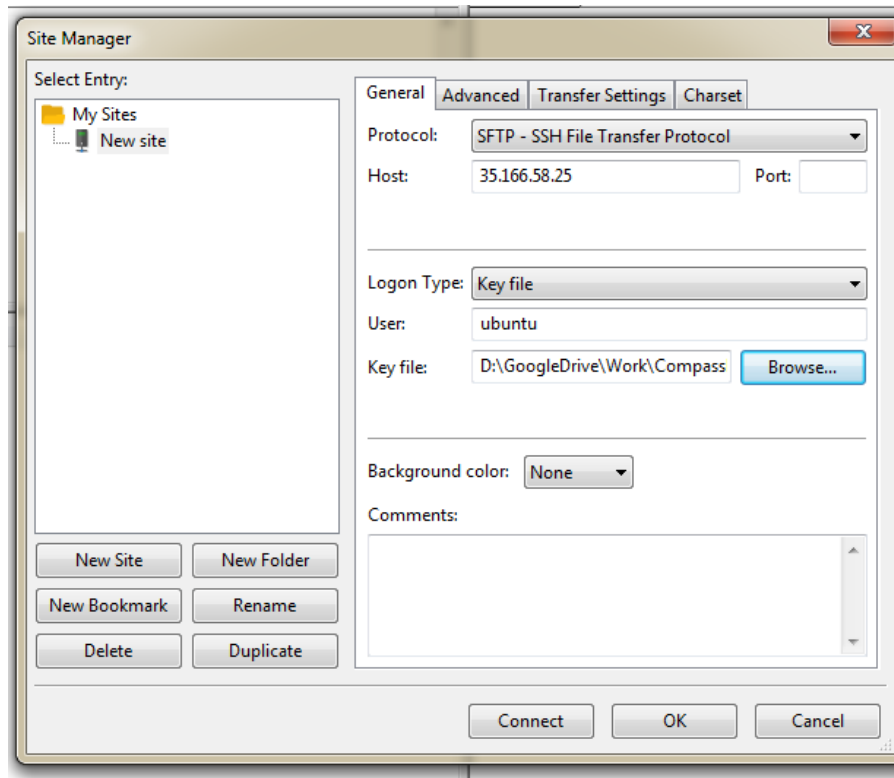 Site Manager
Select Entry:
My Sites
New site
New Site
New Folder
New Bookmark
Rename
Delete
Duplicate
General
Advanced
Transfer Settings
Charset
Protocol:
SFTP - SSH File Transfer Protocol
Host:
35.166.58.25
Port:
Logon Type:
Key file
User:
ubuntu
Key file:
D:\GoogleDrive\Work\Compass
Browse...
Background color:
None
Comments:
Connect
OK
Cancel